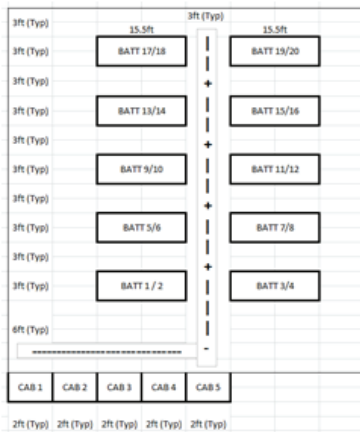 3ft (Typ)
3ft (Typ)
15.5ft
15.5ft
3ft (Typ)
BATT 17/18
BATT 19/20
3ft (Typ)
3ft (Typ)
BATT 13/14
BATT 15/16
3ft (Typ)
3ft (Typ)
BATT 9/10
BATT 11/12
3ft (Typ)
3ft (Typ)
BATT 5/6
BATT 7/8
3ft (Typ)
3ft (Typ)
BATT 1 / 2
BATT 3/4
6ft (Typ)
CAB 1 CAB 2 CAB 3 CAB 4 CAB 5
2ft (Typ) 2ft (Typ) 2ft (Typ) 2ft (Typ) 2ft (Typ)